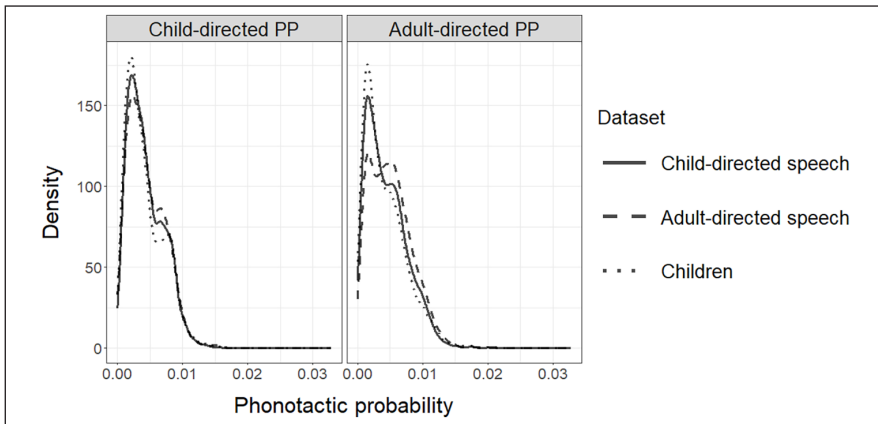 Child-directed PP
Adult-directed PP
Density
150
100
50
0
0.00 0.01 0.02 0.03
0.00 0.01 0.02 0.03
Phonotactic probability
Dataset
Child-directed speech
Adult-directed speech
Children